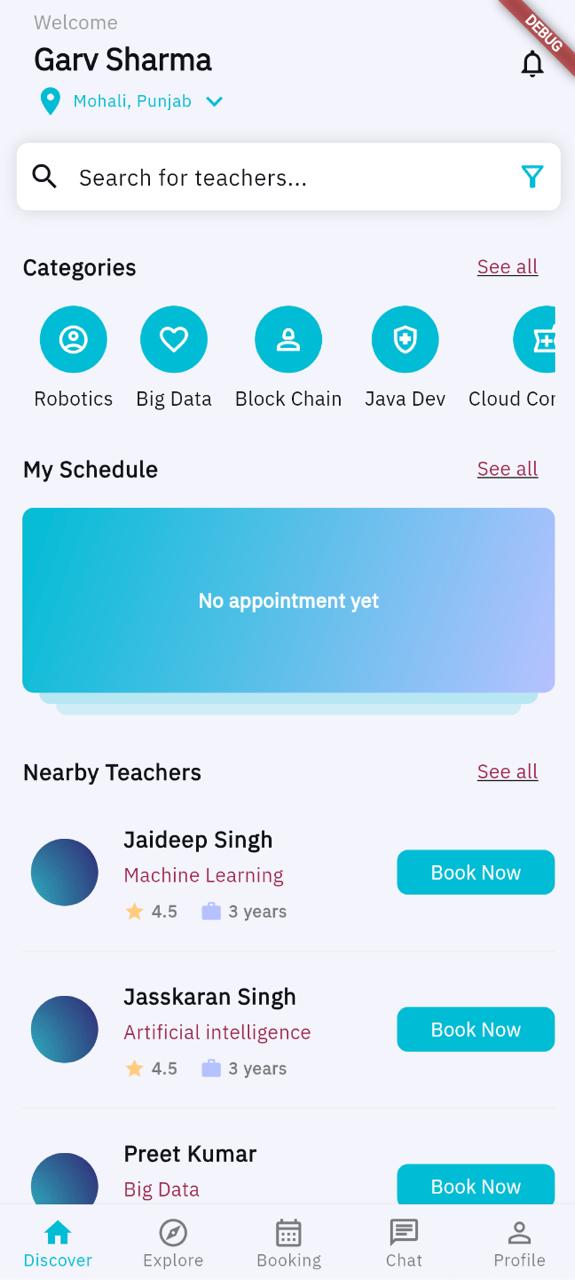 DEBUG
Welcome
Garv Sharma
Mohali, Punjab
Search for teachers...
Categories See all
Robotics Big Data Block Chain Java Dev Cloud Cor
My Schedule See all
No appointment yet
Nearby Teachers See all
Jaideep Singh
Machine Learning Book Now
4.5 3 years
Jasskaran Singh
Artificial intelligence Book Now
4.5 3 years
Preet Kumar
Big Data Book Now
Discover Explore Booking Chat Profile